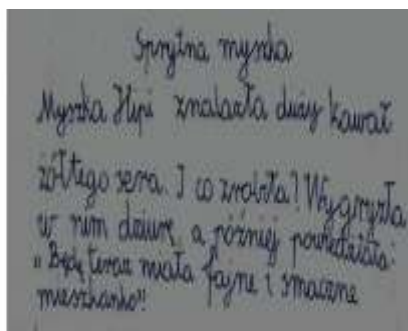 Sprytna myszka
Myszka Hipi znalazła duży kawał
żółtego sera. I co zrobiła? Wygryzła
w nim dziurę, a później powiedziała:
"Będę teraz miała fajne i smaczne
mieszkanko".